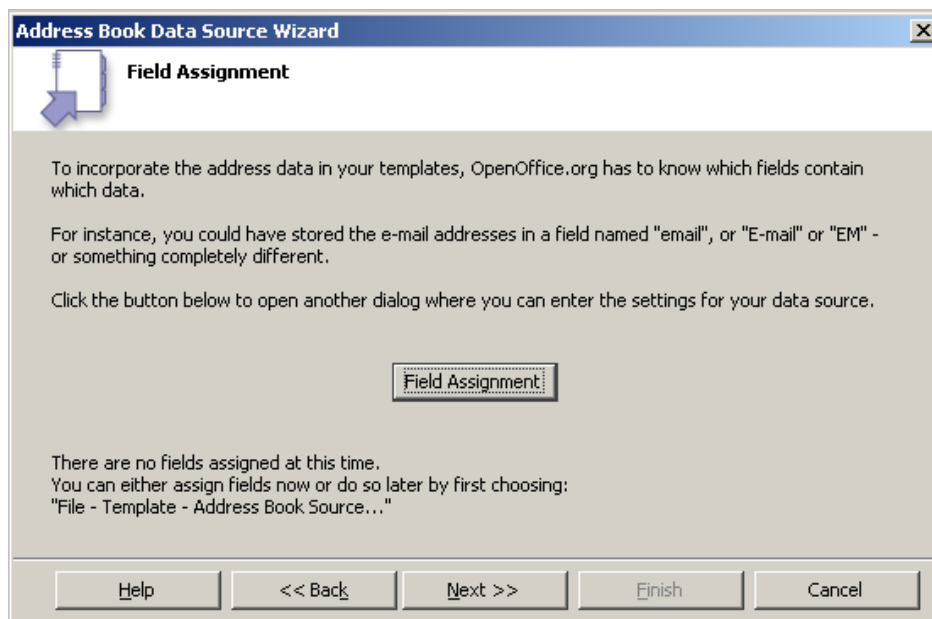 Address Book Data Source Wizard
Field Assignment
To incorporate the address data in your templates, OpenOffice.org has to know which fields contain
which data.
For instance, you could have stored the e-mail addresses in a field named "email", or "E-mail" or "EM" -
or something completely different.
Click the button below to open another dialog where you can enter the settings for your data source.
Field Assignment
There are no fields assigned at this time.
You can either assign fields now or do so later by first choosing:
"File - Template - Address Book Source..."
Help << Back Next >> Finish Cancel